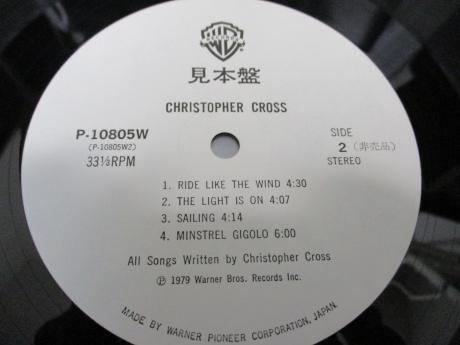 WB
RECORDS
見本盤
CHRISTOPHER CROSS
P-10805W
(P-10805W2)
33⅓RPM
SIDE
2 (非売品)
STEREO
1. RIDE LIKE THE WIND 4:30
2. THE LIGHT IS ON 4:07
3. SAILING 4:14
4. MINSTREL GIGOLO 6:00
All Songs Written by Christopher Cross
Ⓟ 1979 Warner Bros. Records Inc.
MADE BY WARNER PIONEER CORPORATION, JAPAN.